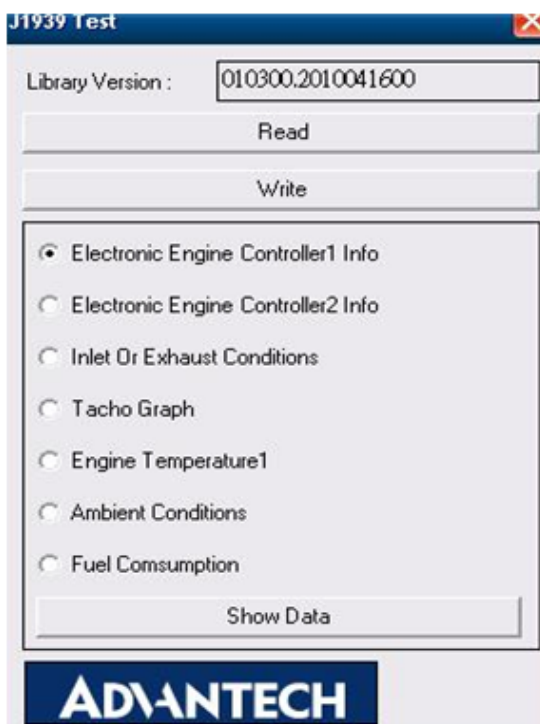 J1939 Test
Library Version : 010300.2010041600
Read
Write
Electronic Engine Controller1 Info
Electronic Engine Controller2 Info
Inlet Or Exhaust Conditions
Tacho Graph
Engine Temperature1
Ambient Conditions
Fuel Comsumption
Show Data
ADVANTECH